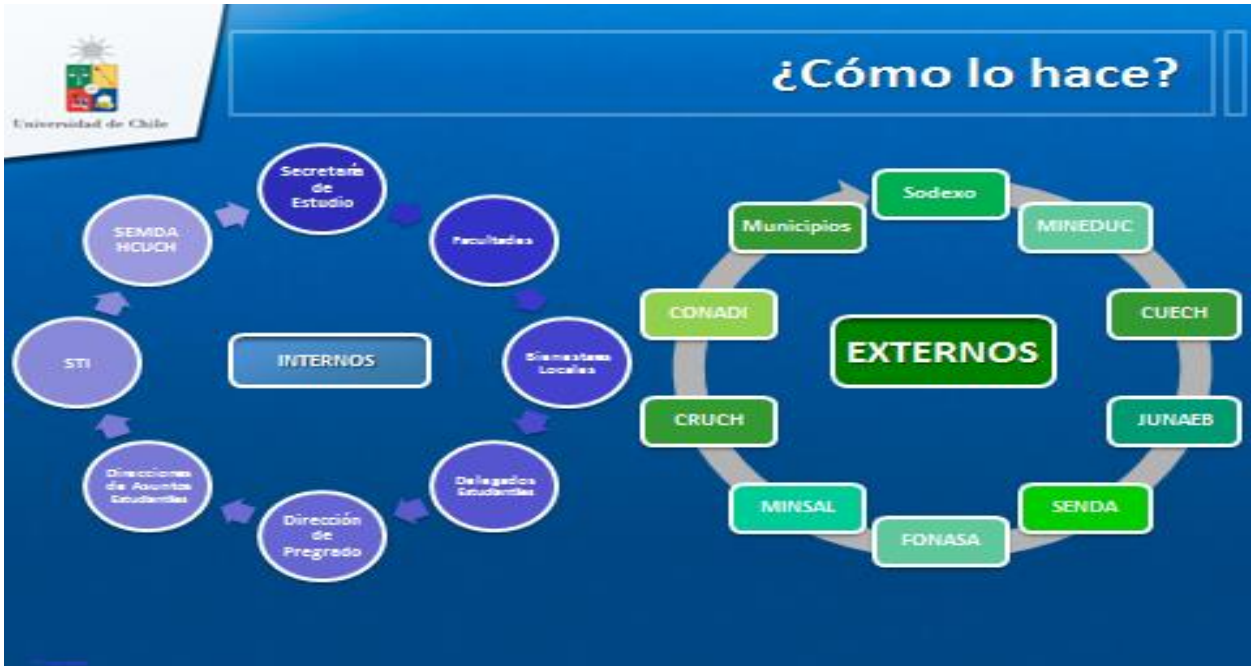 Universidad de Chile
¿Cómo lo hace?
Secretaría
de
Estudio
Facultades
Bienestares
Locales
Delegados
Estudiantiles
Dirección
de
Pregrado
Direcciones
de Asuntos
Estudiantiles
STI
SEMDA
HCUCH
INTERNOS
Sodexo
MINEDUC
CUECH
JUNAEB
SENDA
FONASA
MINSAL
CRUCH
CONADI
Municipios
EXTERNOS